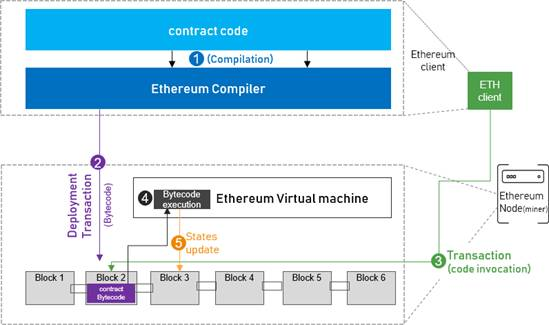 contract code
1 (Compilation)
Ethereum Compiler
Ethereum
client
ETH
client
2
Deployment
Transaction
(Bytecode)
4
Bytecode
execution
Ethereum Virtual machine
Ethereum
Node(miner)
5 States
update
3 Transaction
(code invocation)
Block 1
Block 2
Block 3
Block 4
Block 5
Block 6
contract
Bytecode